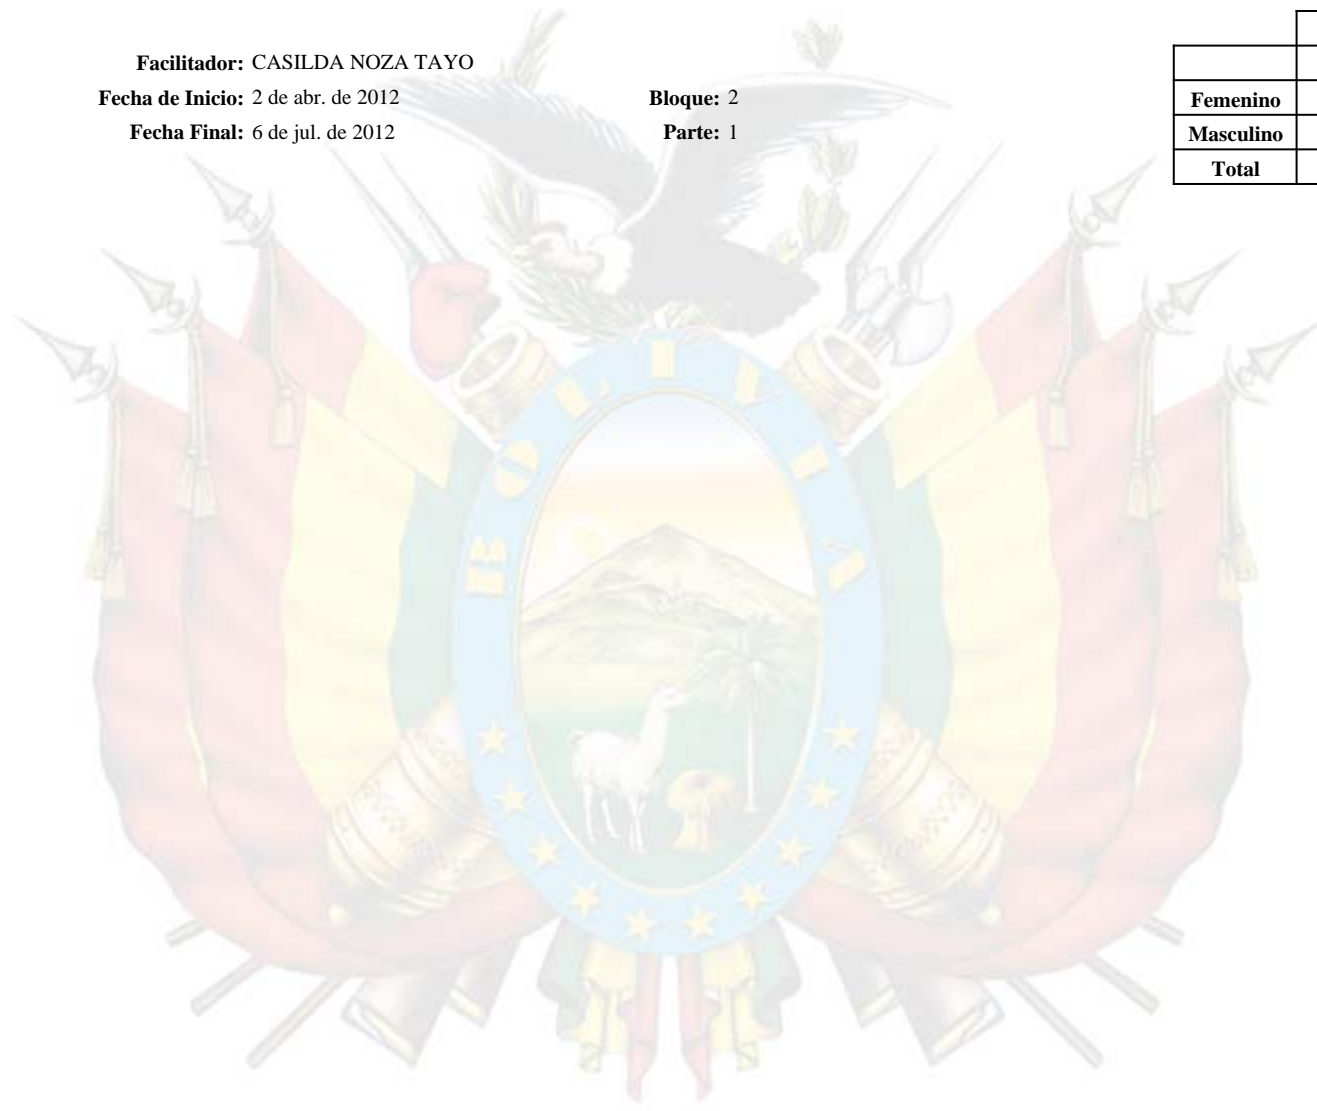 Facilitador: CASILDA NOZA TAYO
Fecha de Inicio: 2 de abr. de 2012 Bloque: 2
Fecha Final: 6 de jul. de 2012 Parte: 1
Femenino
Masculino
Total
BOLIVIA